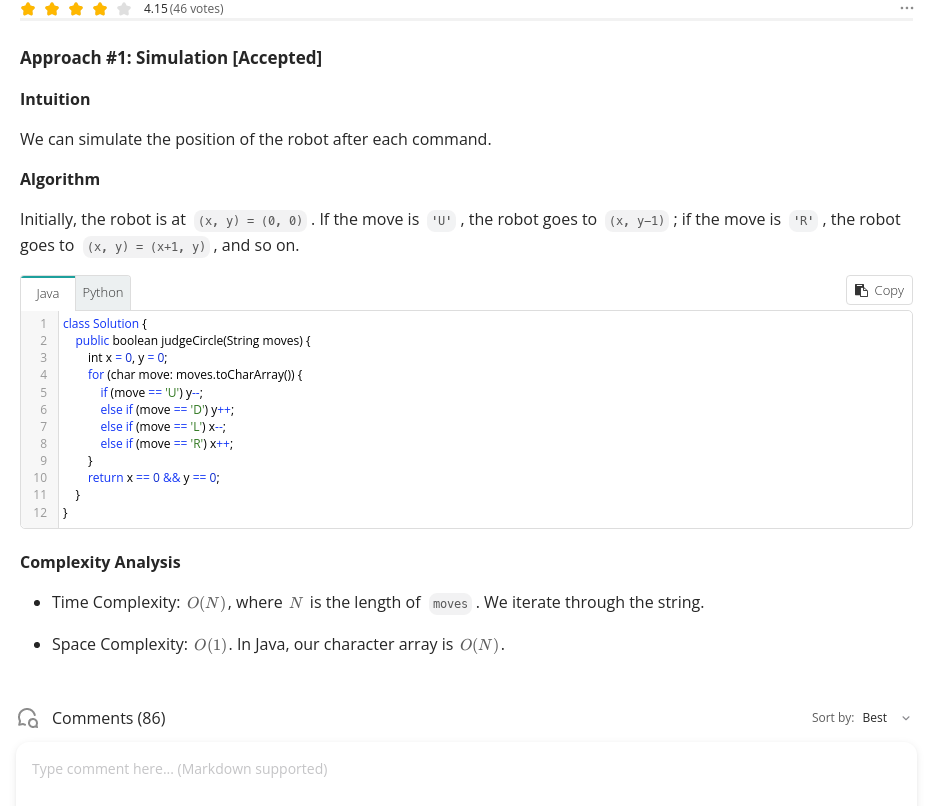 4.15 (46 votes)
Approach #1: Simulation [Accepted]
Intuition
We can simulate the position of the robot after each command.
Algorithm
Initially, the robot is at (x, y) = (0, 0) . If the move is 'U' , the robot goes to (x, y-1) ; if the move is 'R' , the robot
goes to (x, y) = (x+1, y) , and so on.
Java Python Copy
1 class Solution {
2 public boolean judgeCircle(String moves) {
3 int x = 0, y = 0;
4 for (char move: moves.toCharArray()) {
5 if (move == 'U') y--;
6 else if (move == 'D') y++;
7 else if (move == 'L') x--;
8 else if (move == 'R') x++;
9 }
10 return x == 0 && y == 0;
11 }
12 }
Complexity Analysis
• Time Complexity: O(N), where N is the length of moves . We iterate through the string.
• Space Complexity: O(1). In Java, our character array is O(N).
Comments (86) Sort by: Best
Type comment here... (Markdown supported)